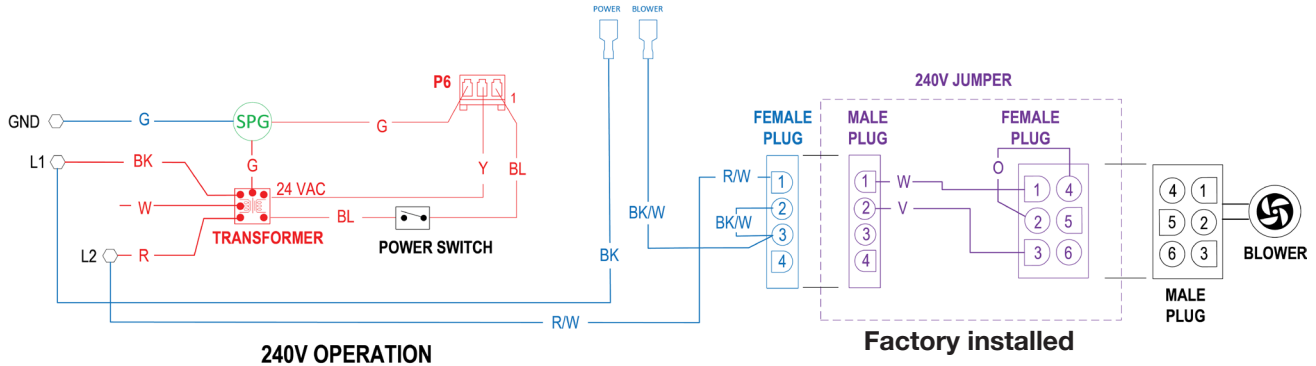 POWER BLOWER
P6
1
GND G SPG G
L1 BK G Y BL
24 VAC
W
BL
TRANSFORMER
POWER SWITCH
L2 R
BK
BK/W
R/W
R/W
BK/W
240V JUMPER
FEMALE PLUG
1
2
3
4
MALE PLUG
1
2
3
4
W
V
O
FEMALE PLUG
1 4
2 5
3 6
4 1
5 2
6 3
MALE PLUG
BLOWER
240V OPERATION
Factory installed